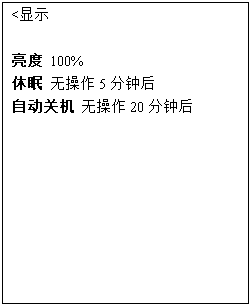 <显示
亮度 100%
休眠 无操作 5 分钟后
自动关机 无操作 20 分钟后